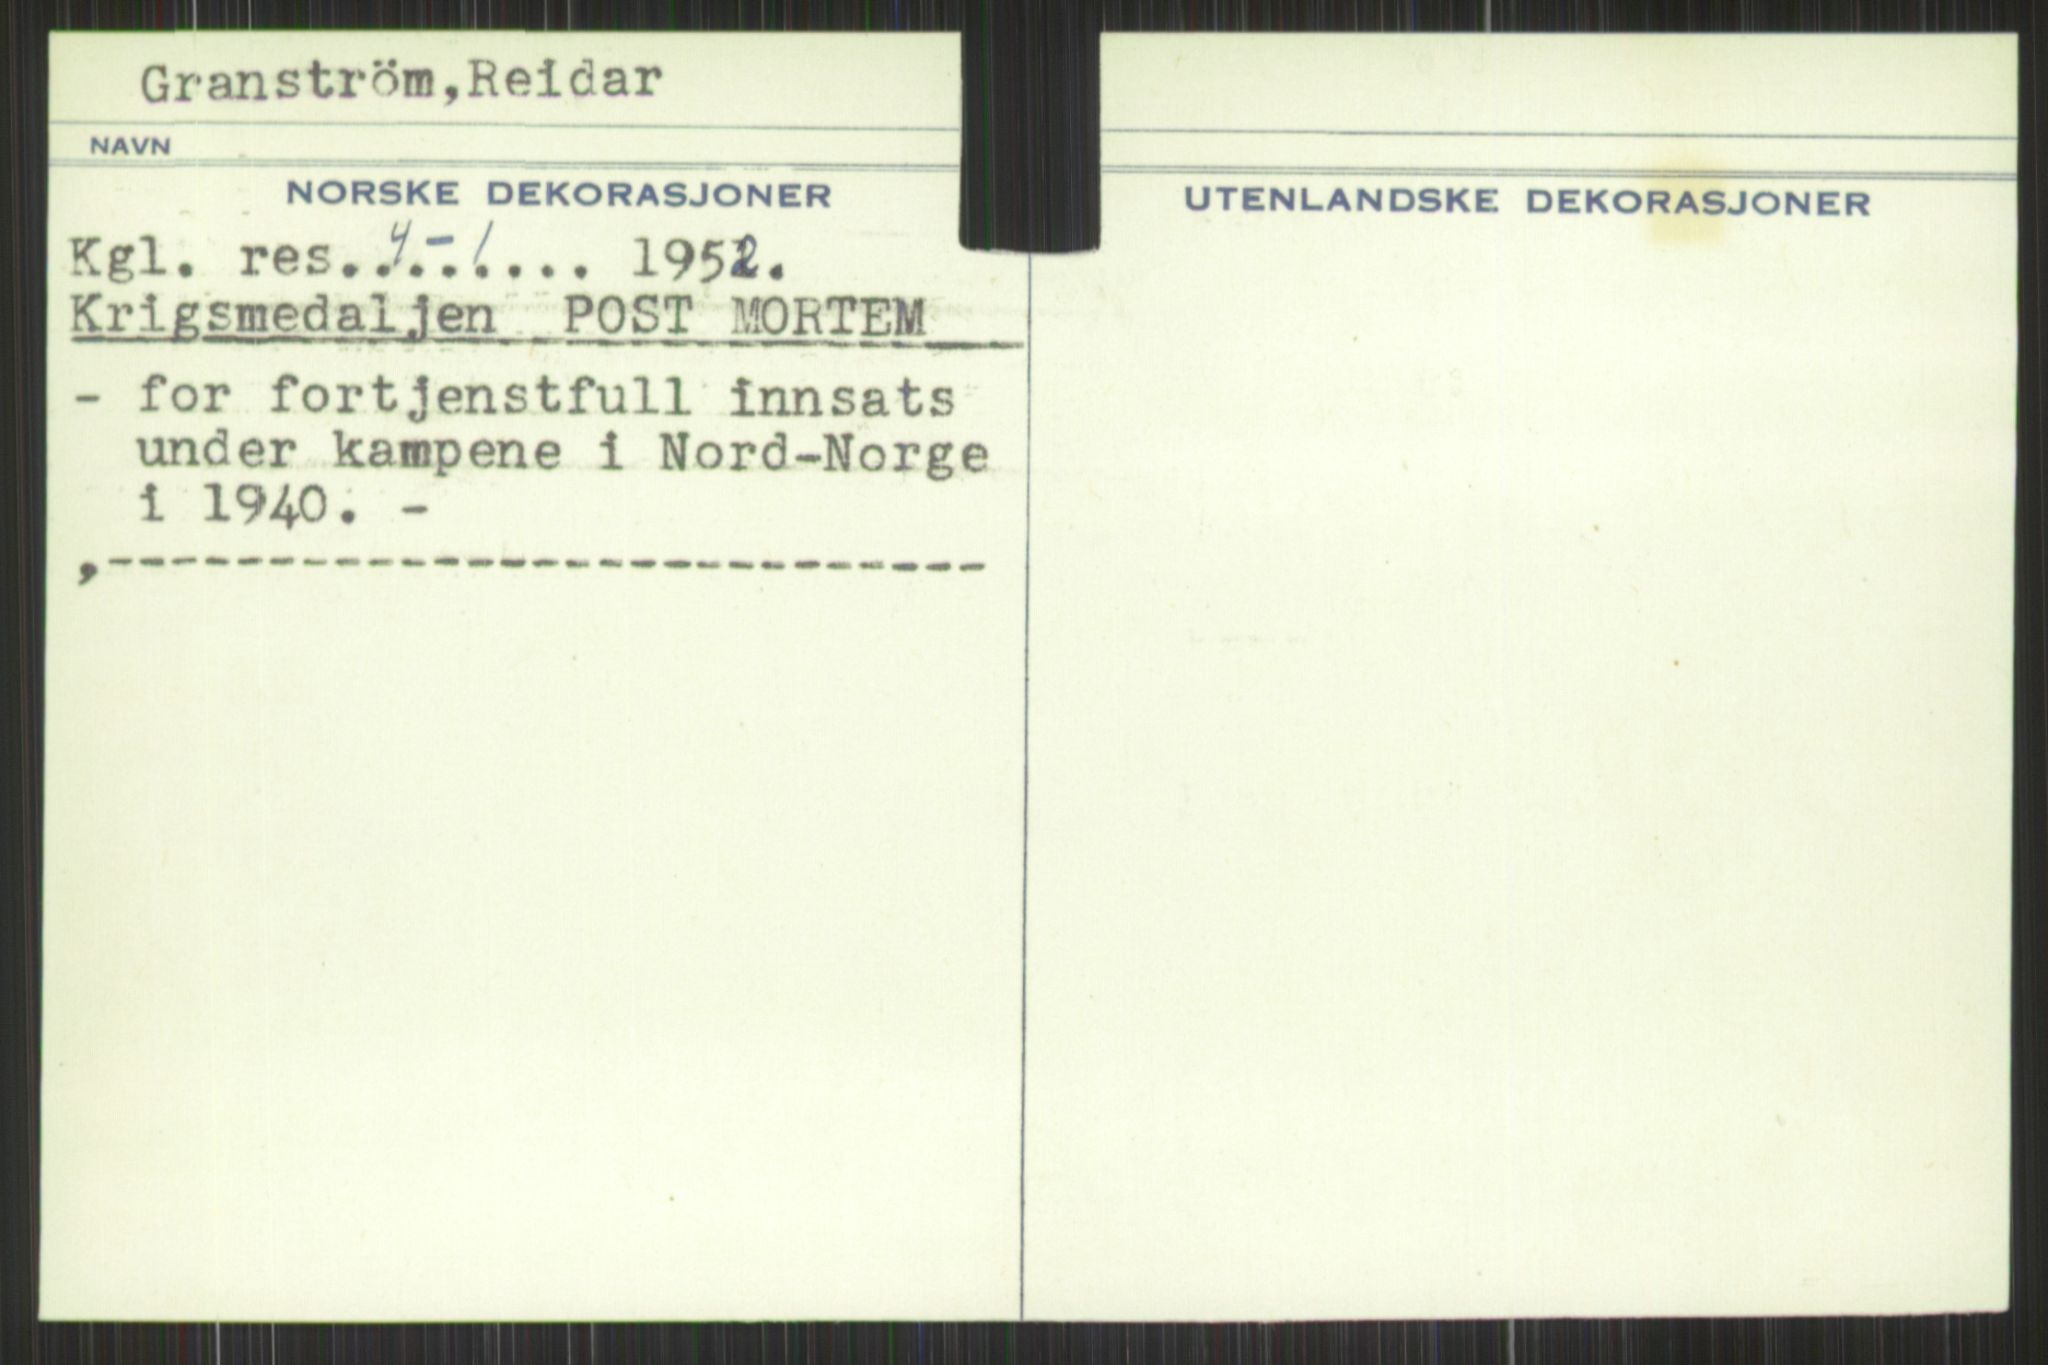 Granström,Reidar
NAVN
NORSKE DEKORASJONER
Kgl. res. 4-1 1952.
Krigsmedaljen POST MORTEM
- for fortjenstfull innsats
under kampene i Nord-Norge
i 1940. -
,---------------------------
UTENLANDSKE DEKORASJONER